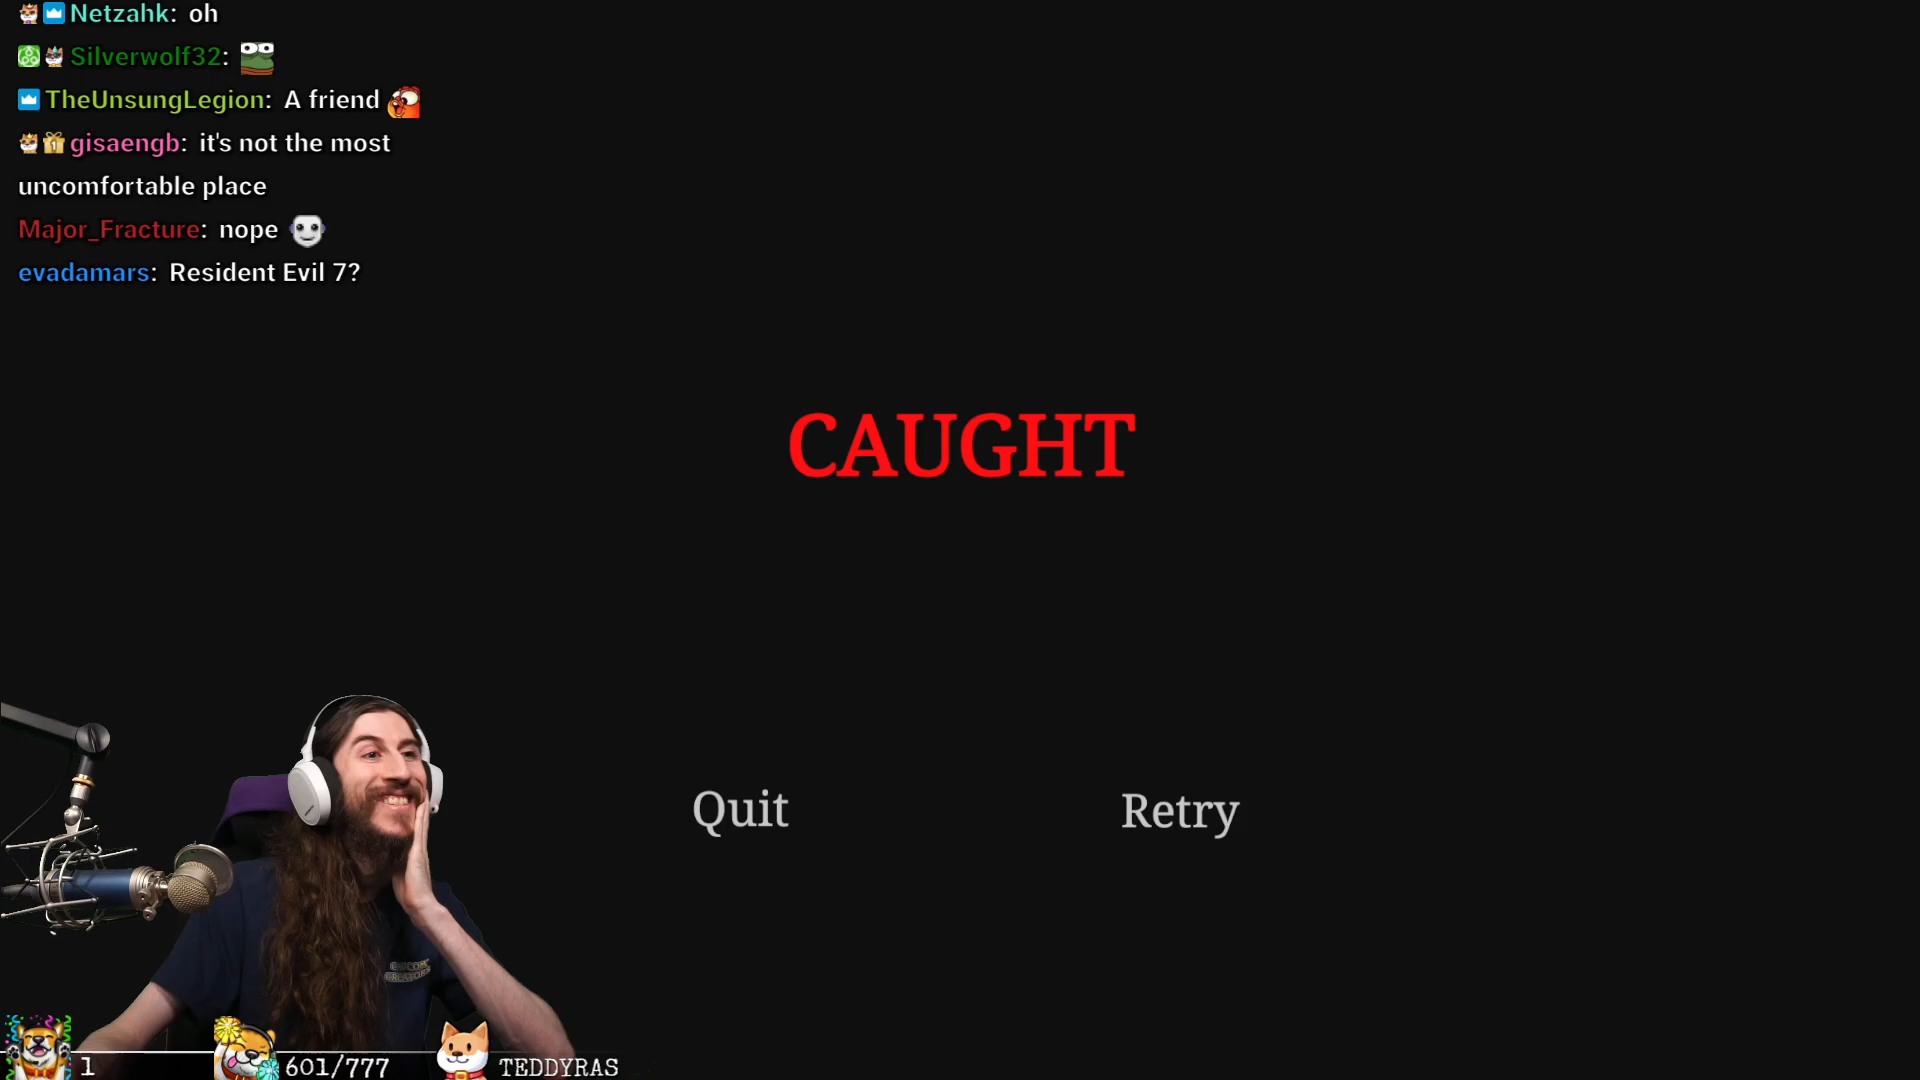 Netzahk: oh
Silverwolf32:
TheUnsungLegion: A friend
gisaengb: it's not the most
uncomfortable place
Major_Fracture: nope
evadamars: Resident Evil 7?
CAUGHT
Quit
Retry
1
601/777
TEDDYRAS